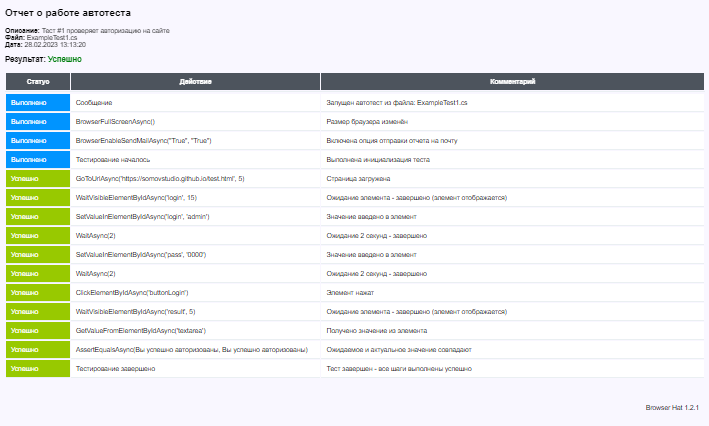 Отчет о работе автотеста
Описание: Тест #1 проверяет авторизацию на сайте
Файл: ExampleTest1.cs
Дата: 28.02.2023 13:13:20
Результат: Успешно
Статус Действие Комментарий
Выполнено Сообщение Запущен автотест из файла: ExampleTest1.cs
Выполнено BrowserFullScreenAsync() Размер браузера изменён
Выполнено BrowserEnableSendMailAsync("True", "True") Включена опция отправки отчета на почту
Выполнено Тестирование началось Выполнена инициализация теста
Успешно GoToUrlAsync('https://somovstudio.github.io/test.html', 5) Страница загружена
Успешно WaitVisibleElementByIdAsync('login', 15) Ожидание элемента - завершено (элемент отображается)
Успешно SetValueInElementByIdAsync('login', 'admin') Значение введено в элемент
Успешно WaitAsync(2) Ожидание 2 секунд - завершено
Успешно SetValueInElementByIdAsync('pass', '0000') Значение введено в элемент
Успешно WaitAsync(2) Ожидание 2 секунд - завершено
Успешно ClickElementByIdAsync('buttonLogin') Элемент нажат
Успешно WaitVisibleElementByIdAsync('result', 5) Ожидание элемента - завершено (элемент отображается)
Успешно GetValueFromElementByIdAsync('textarea') Получено значение из элемента
Успешно AssertEqualsAsync(Вы успешно авторизованы, Вы успешно авторизованы) Ожидаемое и актуальное значение совпадают
Успешно Тестирование завершено Тест завершен - все шаги выполнены успешно
Browser Hat 1.2.1